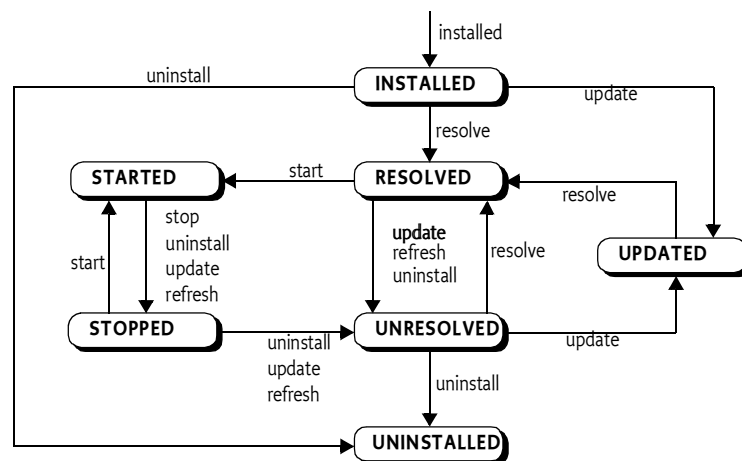 installed
uninstall
INSTALLED
update
resolve
STARTED
start
RESOLVED
resolve
stop
uninstall
update
refresh
start
update
refresh
uninstall
resolve
UPDATED
STOPPED
uninstall
update
refresh
UNRESOLVED
update
uninstall
UNINSTALLED